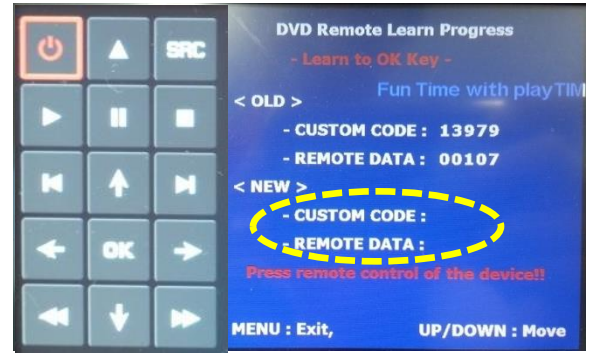 SRC
OK
DVD Remote Learn Progress
- Learn to OK Key -
Fun Time with playTIM
< OLD >
- CUSTOM CODE : 13979
- REMOTE DATA : 00107
< NEW >
- CUSTOM CODE :
- REMOTE DATA :
Press remote control of the device!!
MENU : Exit, UP/DOWN : Move